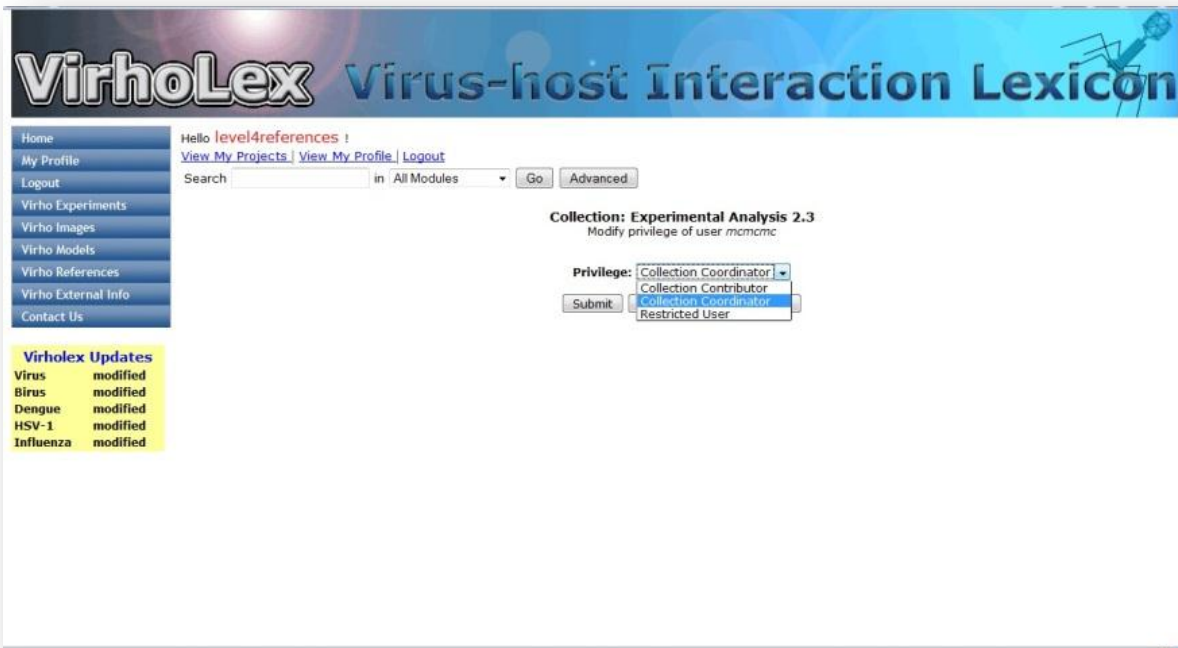 VirhoLex Virus-host Interaction Lexicon
Home
My Profile
Logout
Virho Experiments
Virho Images
Virho Models
Virho References
Virho External Info
Contact Us
Virholex Updates
Virus modified
Birus modified
Dengue modified
HSV-1 modified
Influenza modified
Hello level4references !
View My Projects | View My Profile | Logout
Search in All Modules Go Advanced
Collection: Experimental Analysis 2.3
Modify privilege of user mcmcmc
Privilege: Collection Coordinator
Collection Contributor
Submit Collection Coordinator
Restricted User